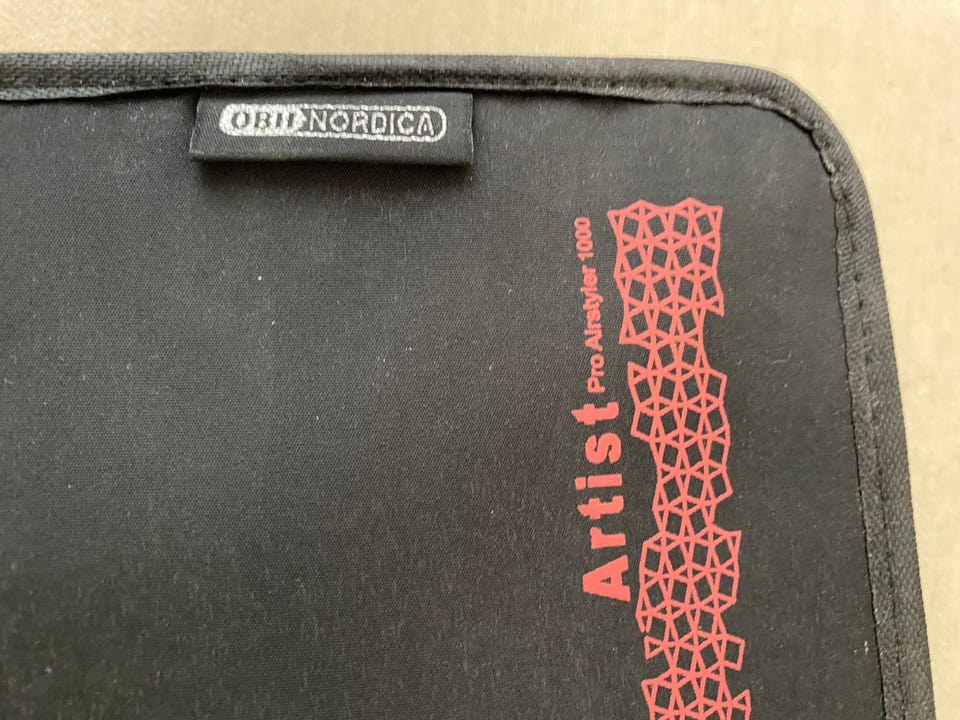 OBH NORDICA
Artist Pro Airstyler 1000